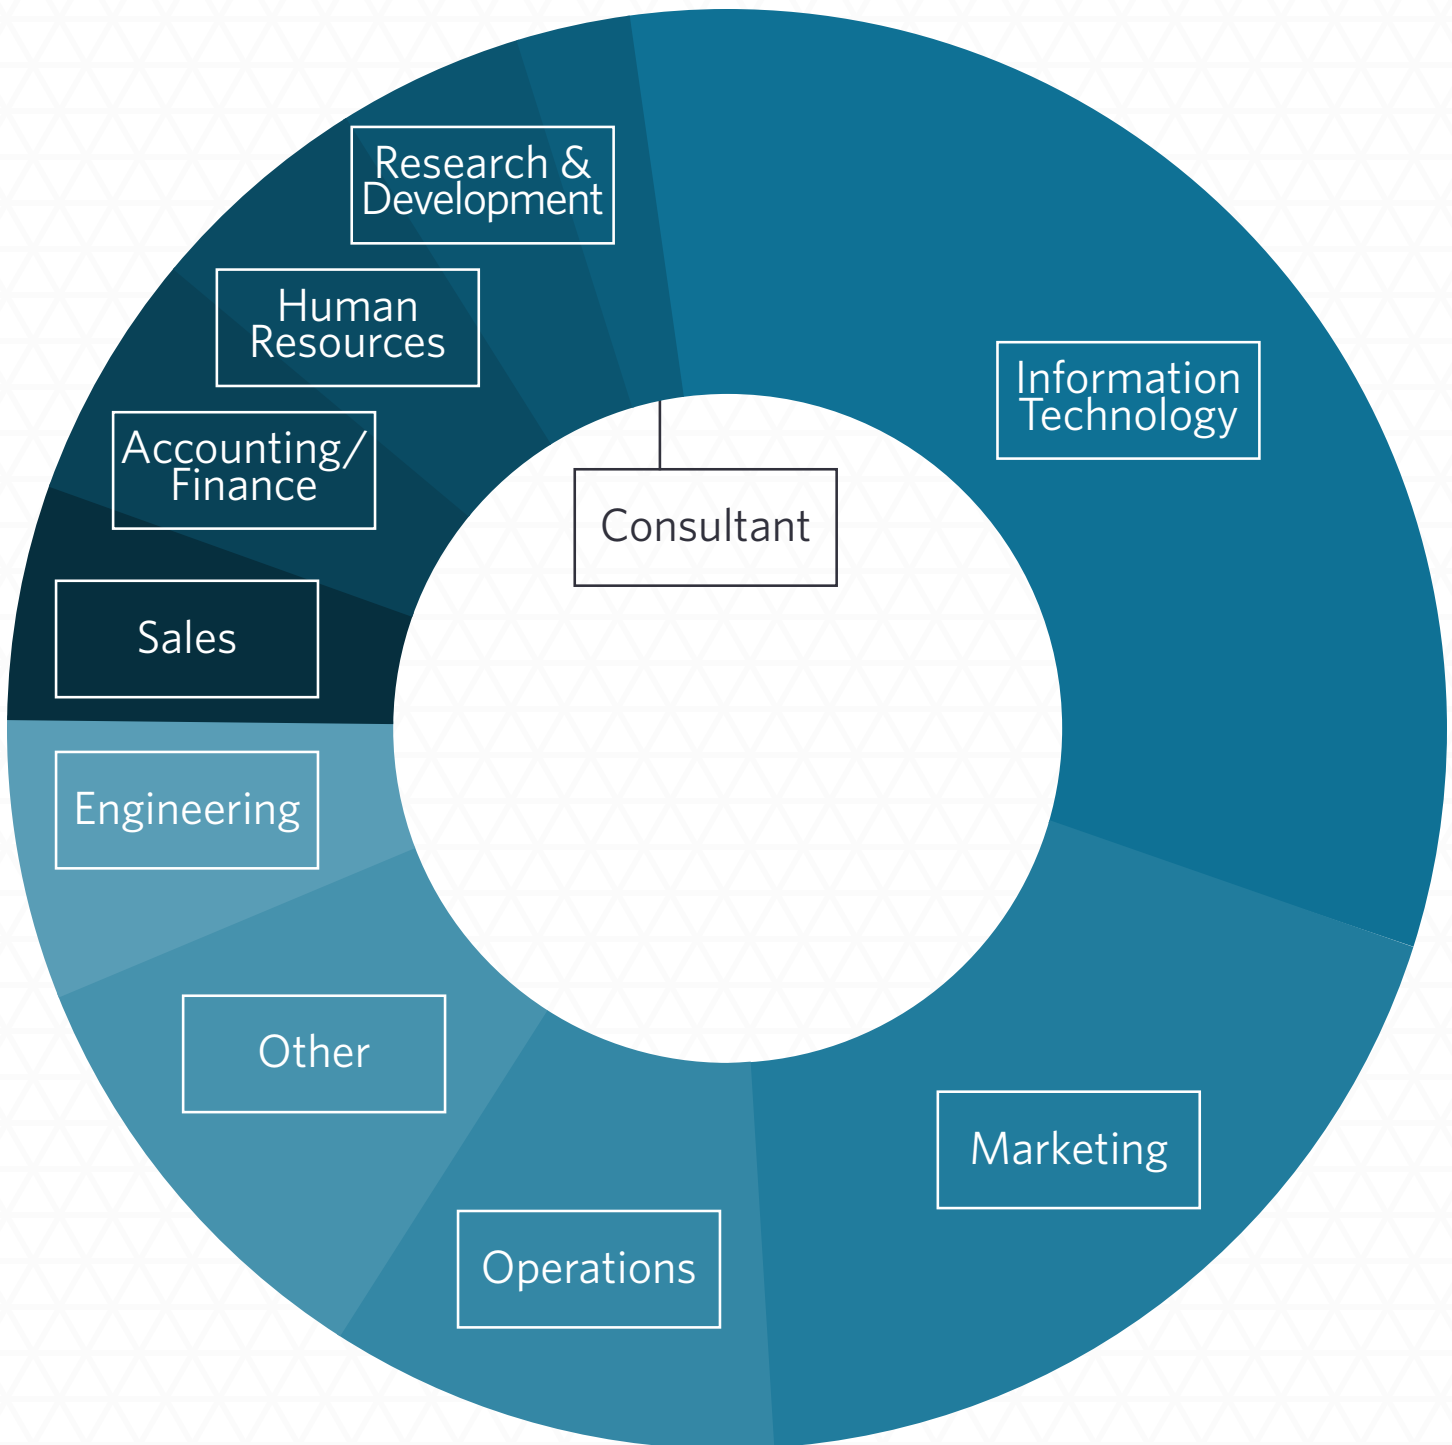 Research &
Development
Human
Resources
Information
Technology
Accounting/
Finance
Consultant
Sales
Engineering
Other
Marketing
Operations